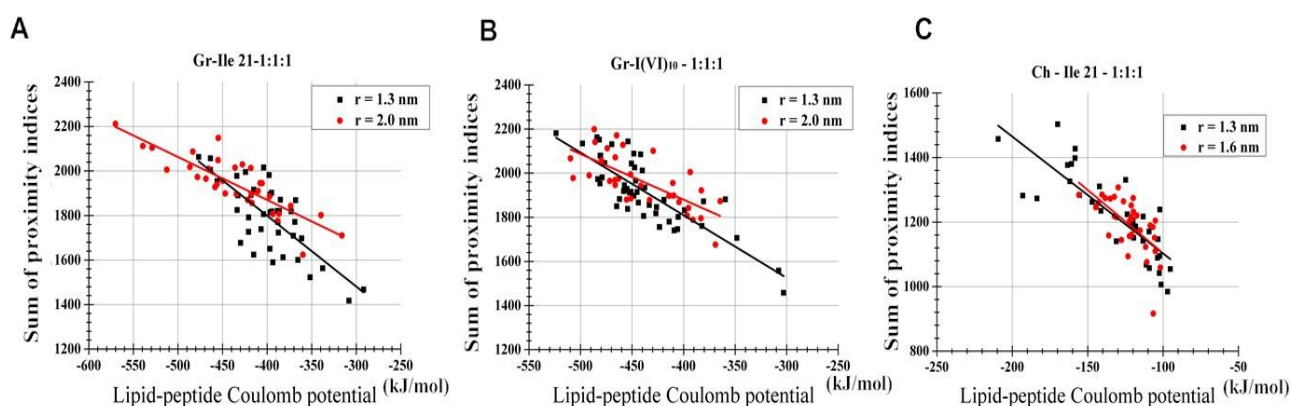 A
Gr-Ile 21-1:1:1
r = 1.3 nm
r = 2.0 nm
Sum of proximity indices
2400
2200
2000
1800
1600
1400
1200
-600
-550
-500
-450
-400
-350
-300
-250
Lipid-peptide Coulomb potential
(kJ/mol)
B
Gr-I(VI)10 - 1:1:1
r = 1.3 nm
r = 2.0 nm
Sum of proximity indices
2400
2200
2000
1800
1600
1400
1200
-550
-500
-450
-400
-350
-300
-250
Lipid-peptide Coulomb potential
(kJ/mol)
C
Ch - Ile 21 - 1:1:1
r = 1.3 nm
r = 1.6 nm
Sum of proximity indices
1600
1400
1200
1000
800
-250
-200
-150
-100
-50
Lipid-peptide Coulomb potential
(kJ/mol)